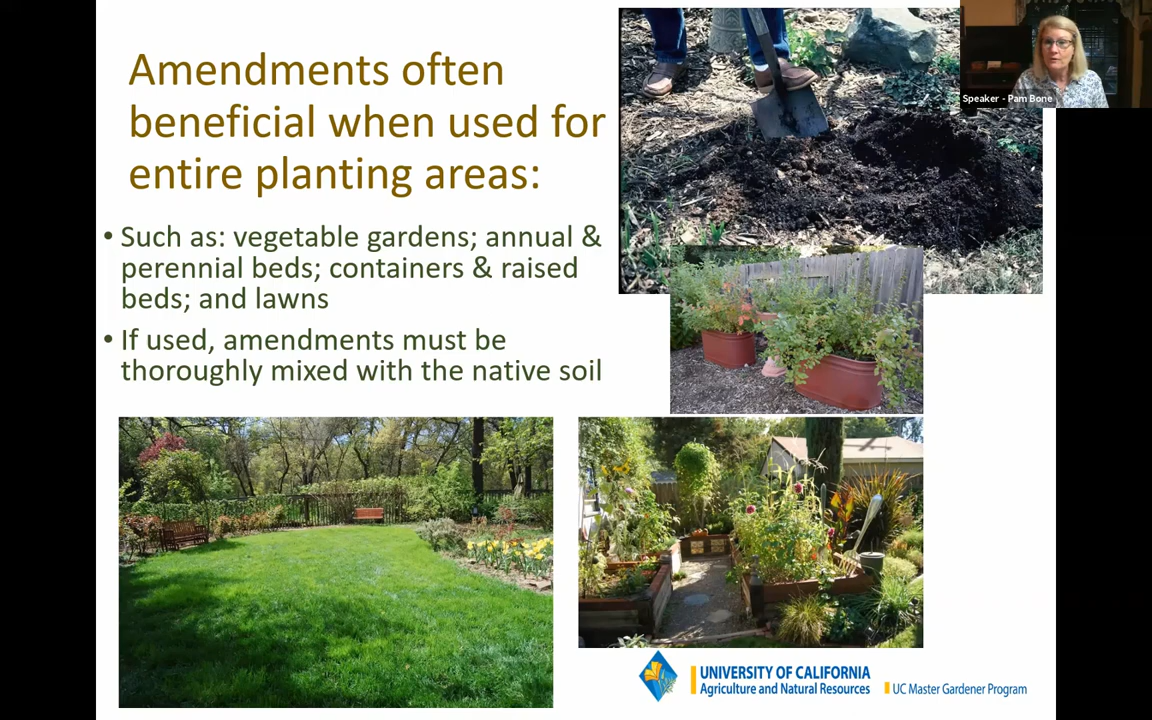 Amendments often
beneficial when used for
entire planting areas:
• Such as: vegetable gardens; annual &
perennial beds; containers & raised
beds; and lawns
• If used, amendments must be
thoroughly mixed with the native soil
Speaker - Pam Bone
UNIVERSITY OF CALIFORNIA
Agriculture and Natural Resources
UC Master Gardener Program